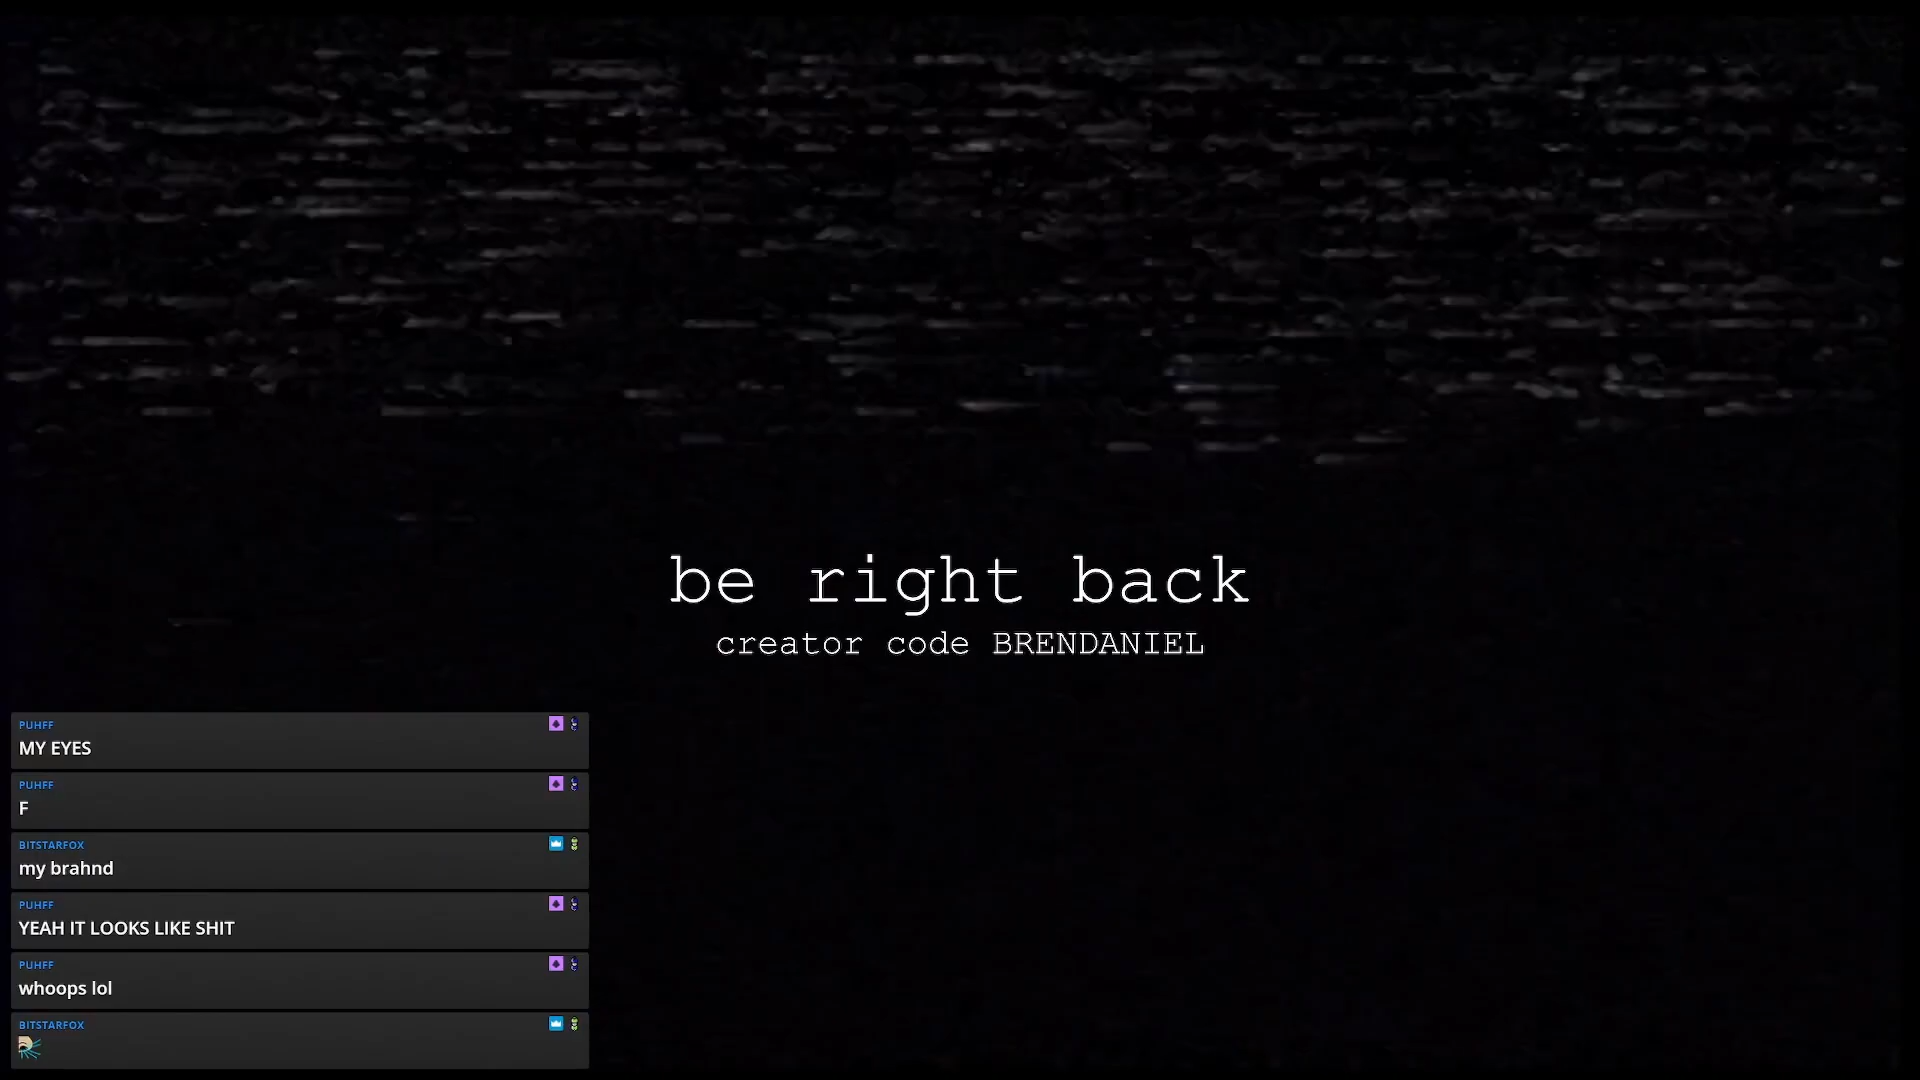 be right back
creator code BRENDANIEL
PUHFF
MY EYES
PUHFF
F
BITSTARFOX
my brahnd
PUHFF
YEAH IT LOOKS LIKE SHIT
PUHFF
whoops lol
BITSTARFOX